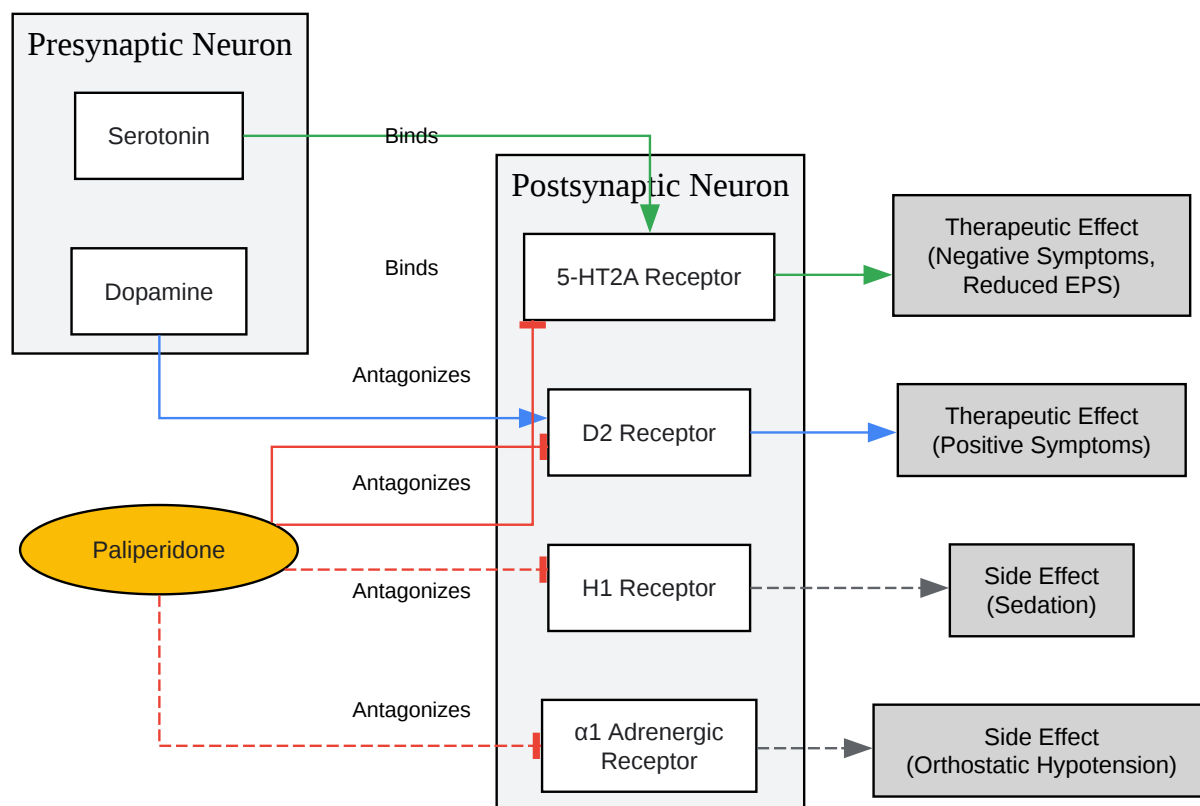 Presynaptic Neuron
Serotonin
Binds
Postsynaptic Neuron
Therapeutic Effect
(Negative Symptoms,
Reduced EPS)
5-HT2A Receptor
Binds
Dopamine
Antagonizes
D2 Receptor
Therapeutic Effect
(Positive Symptoms)
Antagonizes
Paliperidone
Antagonizes
H1 Receptor
Side Effect
(Sedation)
Antagonizes
α1 Adrenergic
Receptor
Side Effect
(Orthostatic Hypotension)